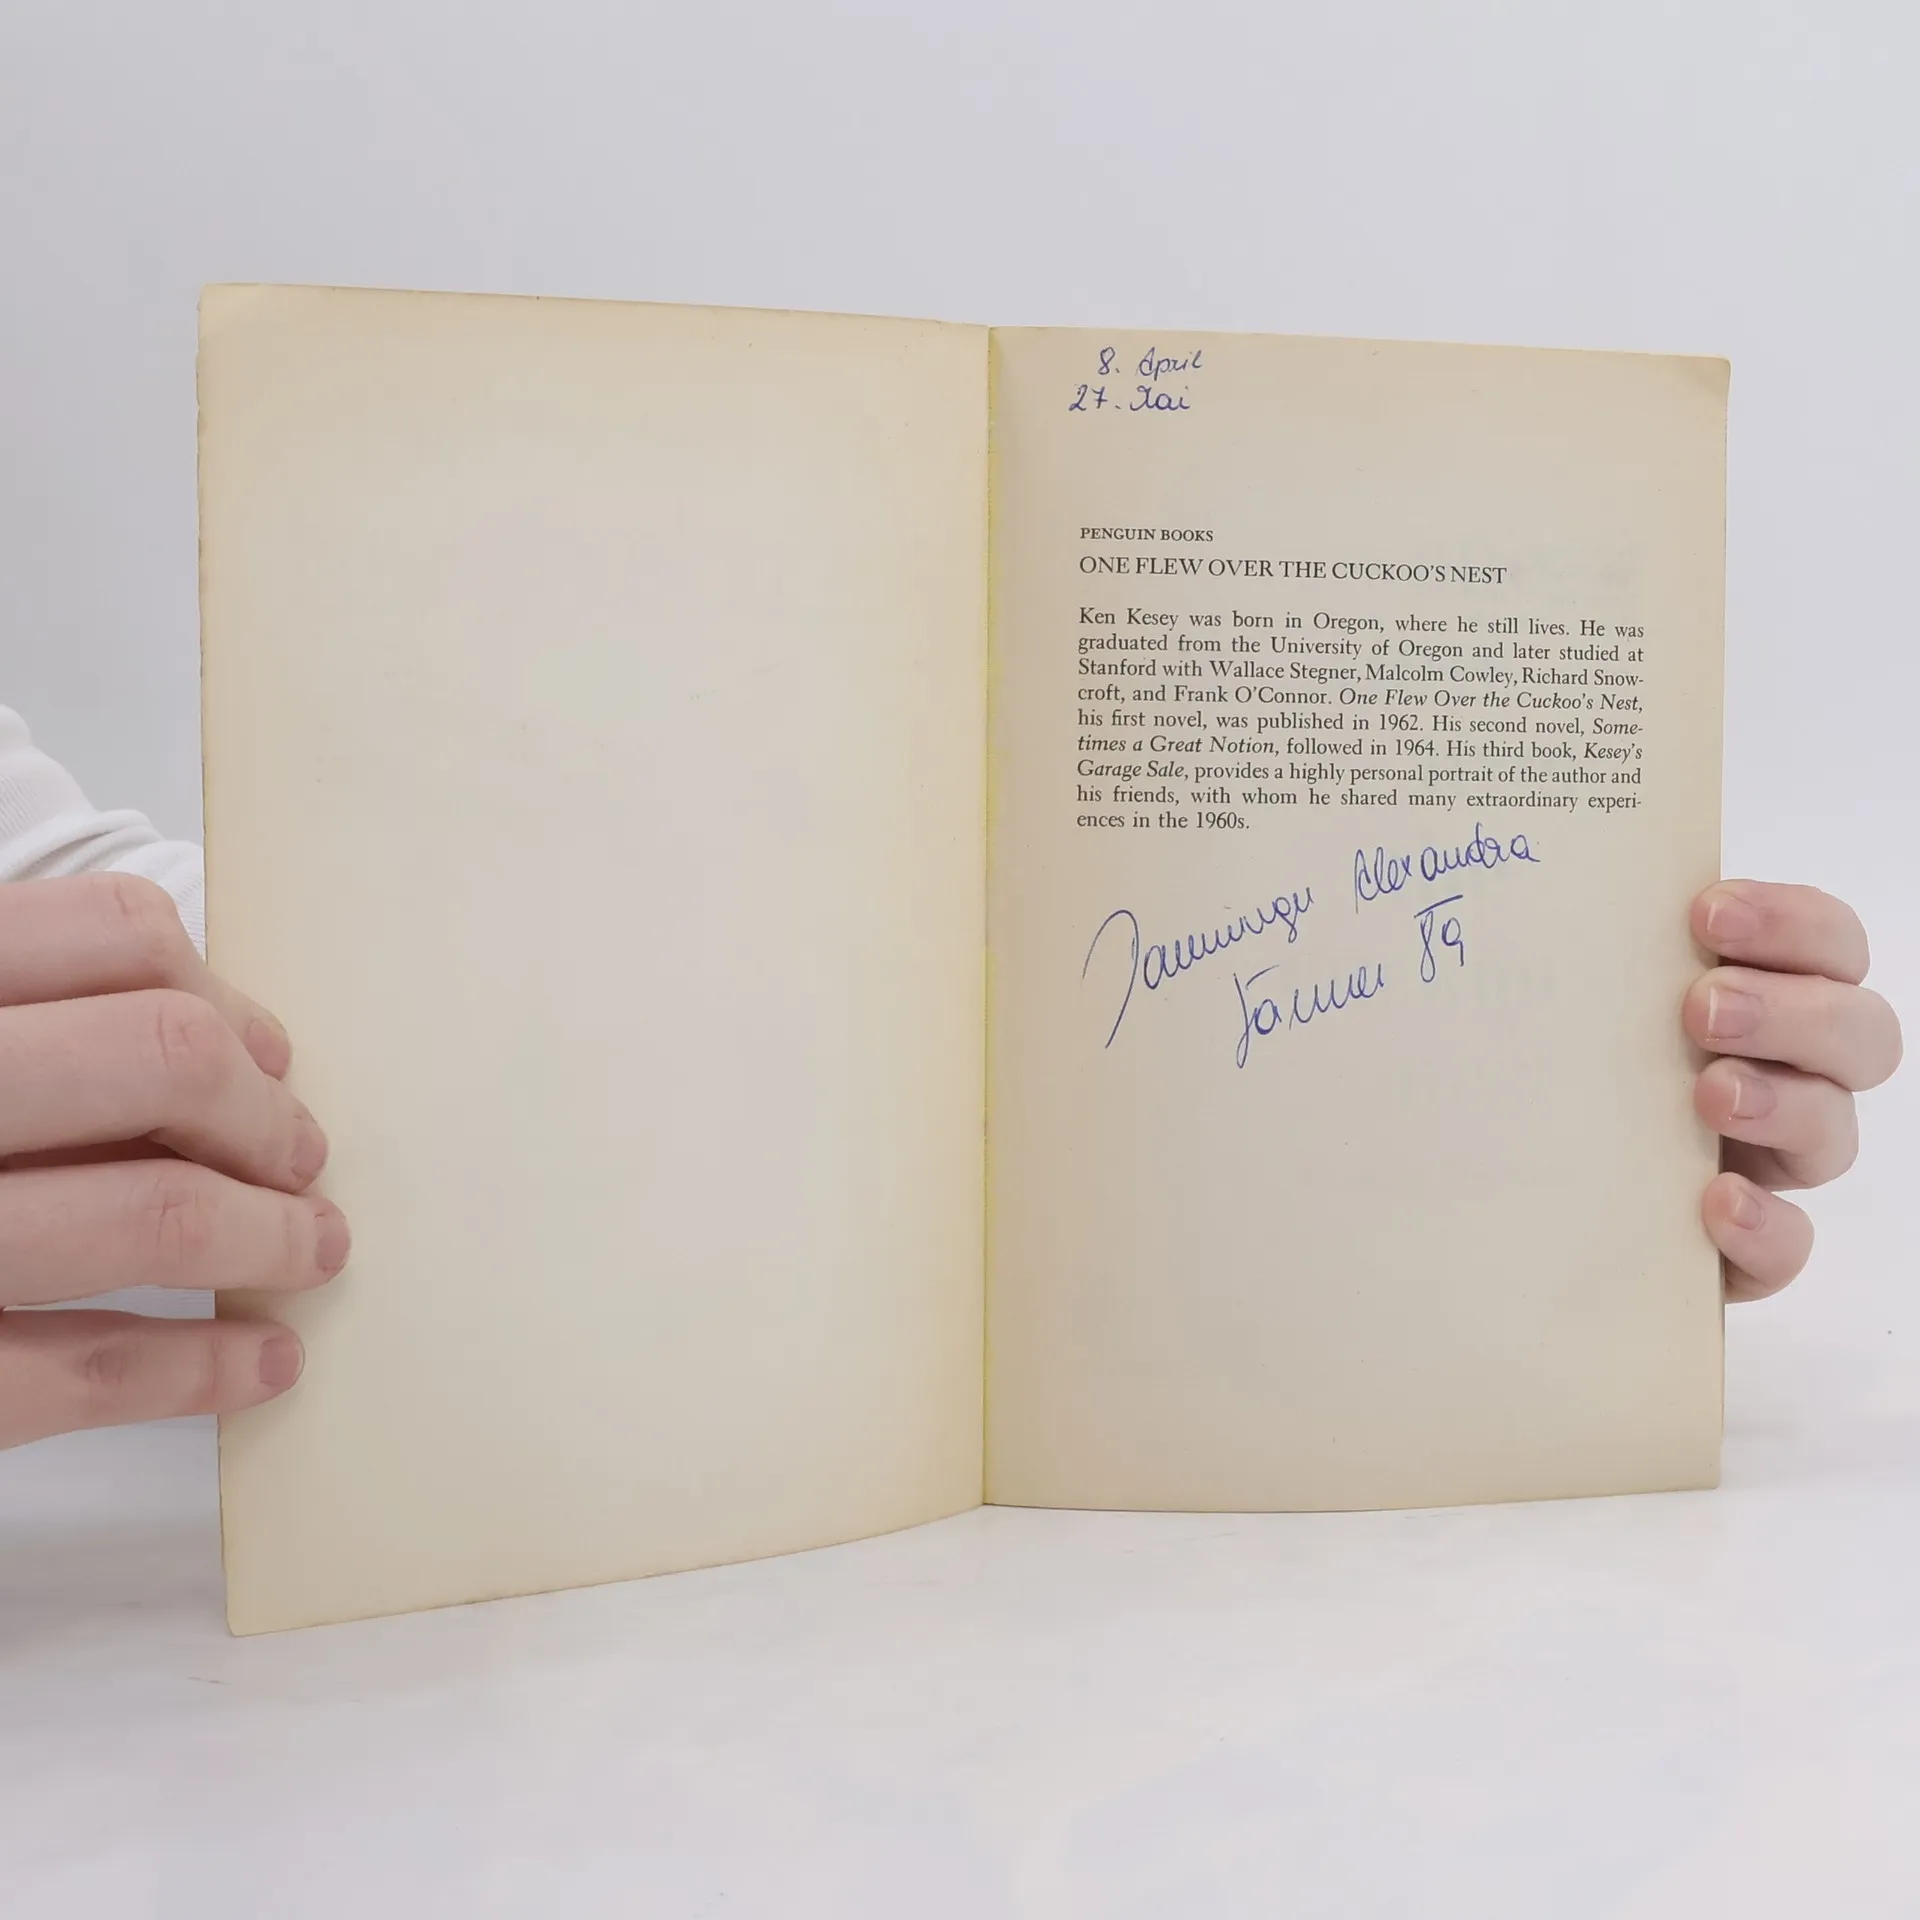 8. April
27. Mai
PENGUIN BOOKS
ONE FLEW OVER THE CUCKOO'S NEST
Ken Kesey was born in Oregon, where he still lives. He was
graduated from the University of Oregon and later studied at
Stanford with Wallace Stegner, Malcolm Cowley, Richard Snow-
croft, and Frank O'Connor. One Flew Over the Cuckoo's Nest,
his first novel, was published in 1962. His second novel, Some-
times a Great Notion, followed in 1964. His third book, Kesey's
Garage Sale, provides a highly personal portrait of the author and
his friends, with whom he shared many extraordinary experi-
ences in the 1960s.
Alexandra
Jänner 89